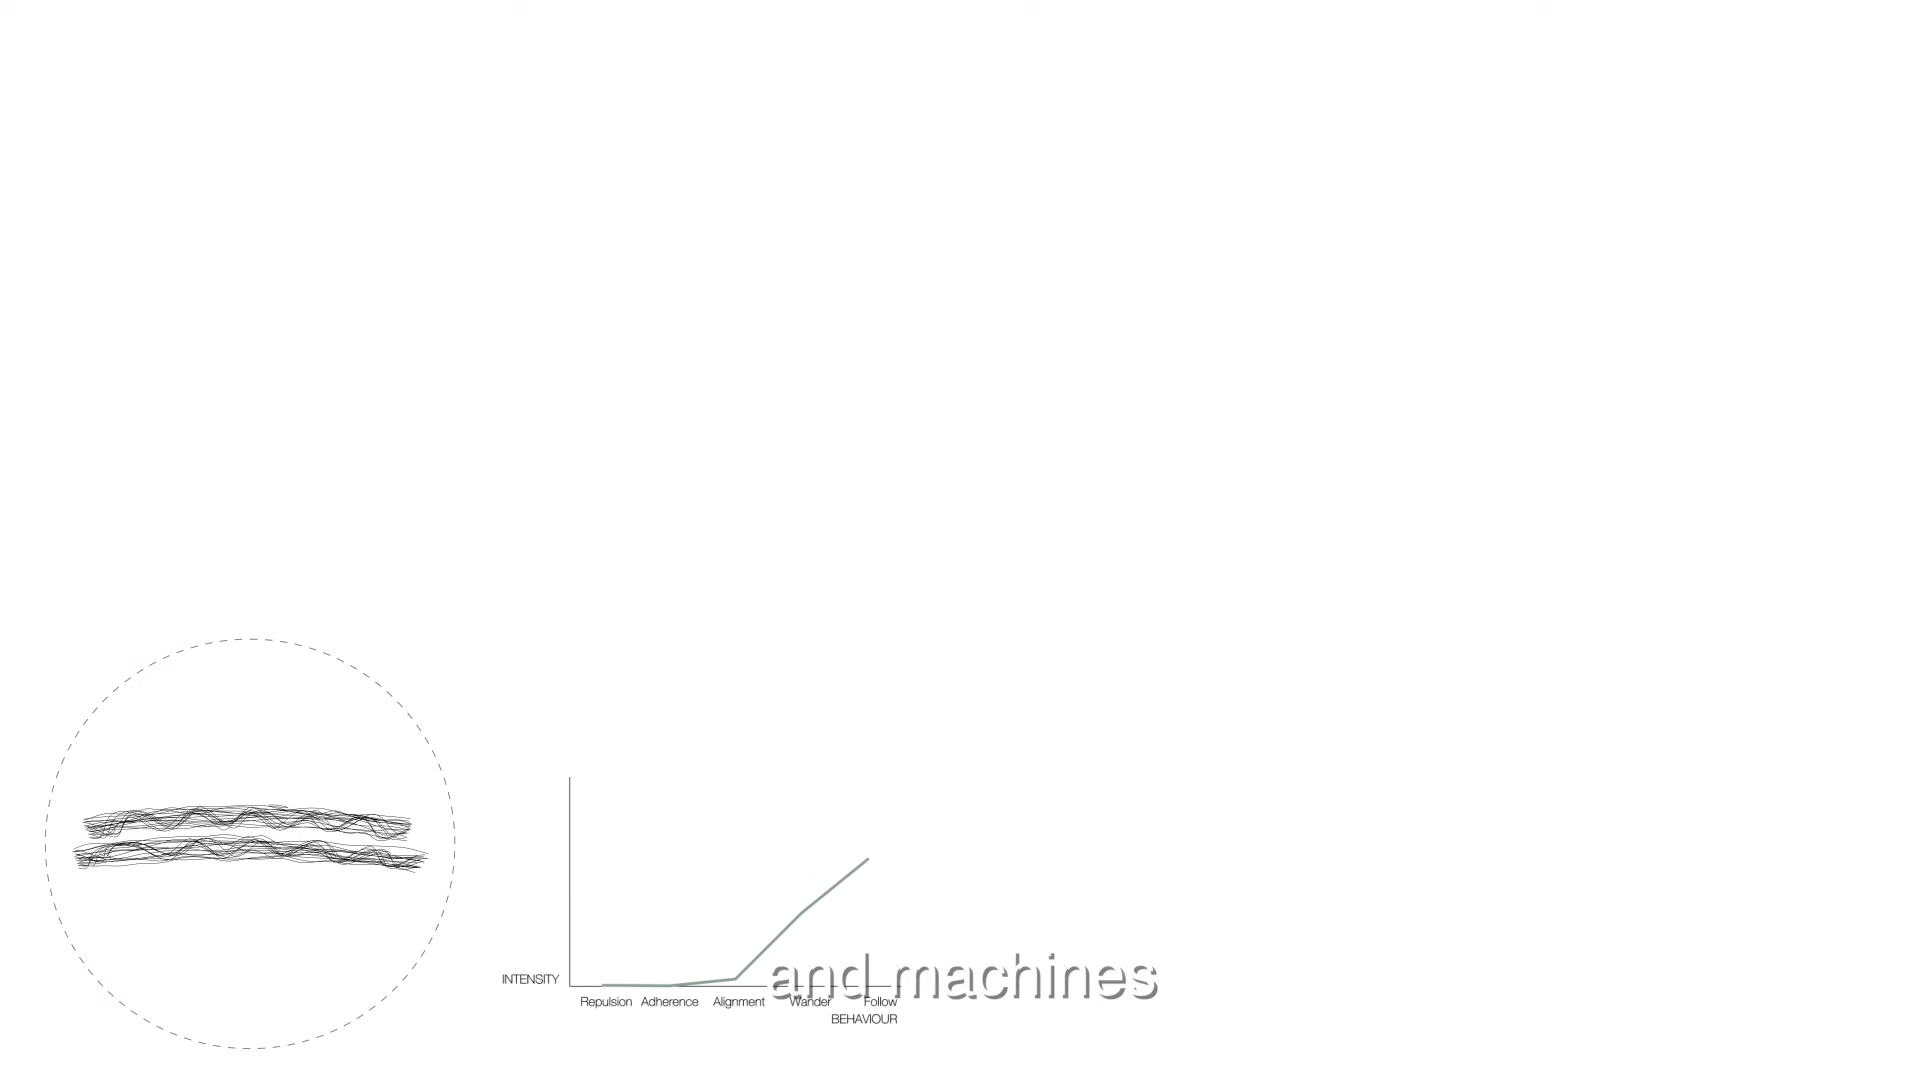 INTENSITY
and machines
Repulsion Adherence Alignment Wander Follow
BEHAVIOUR